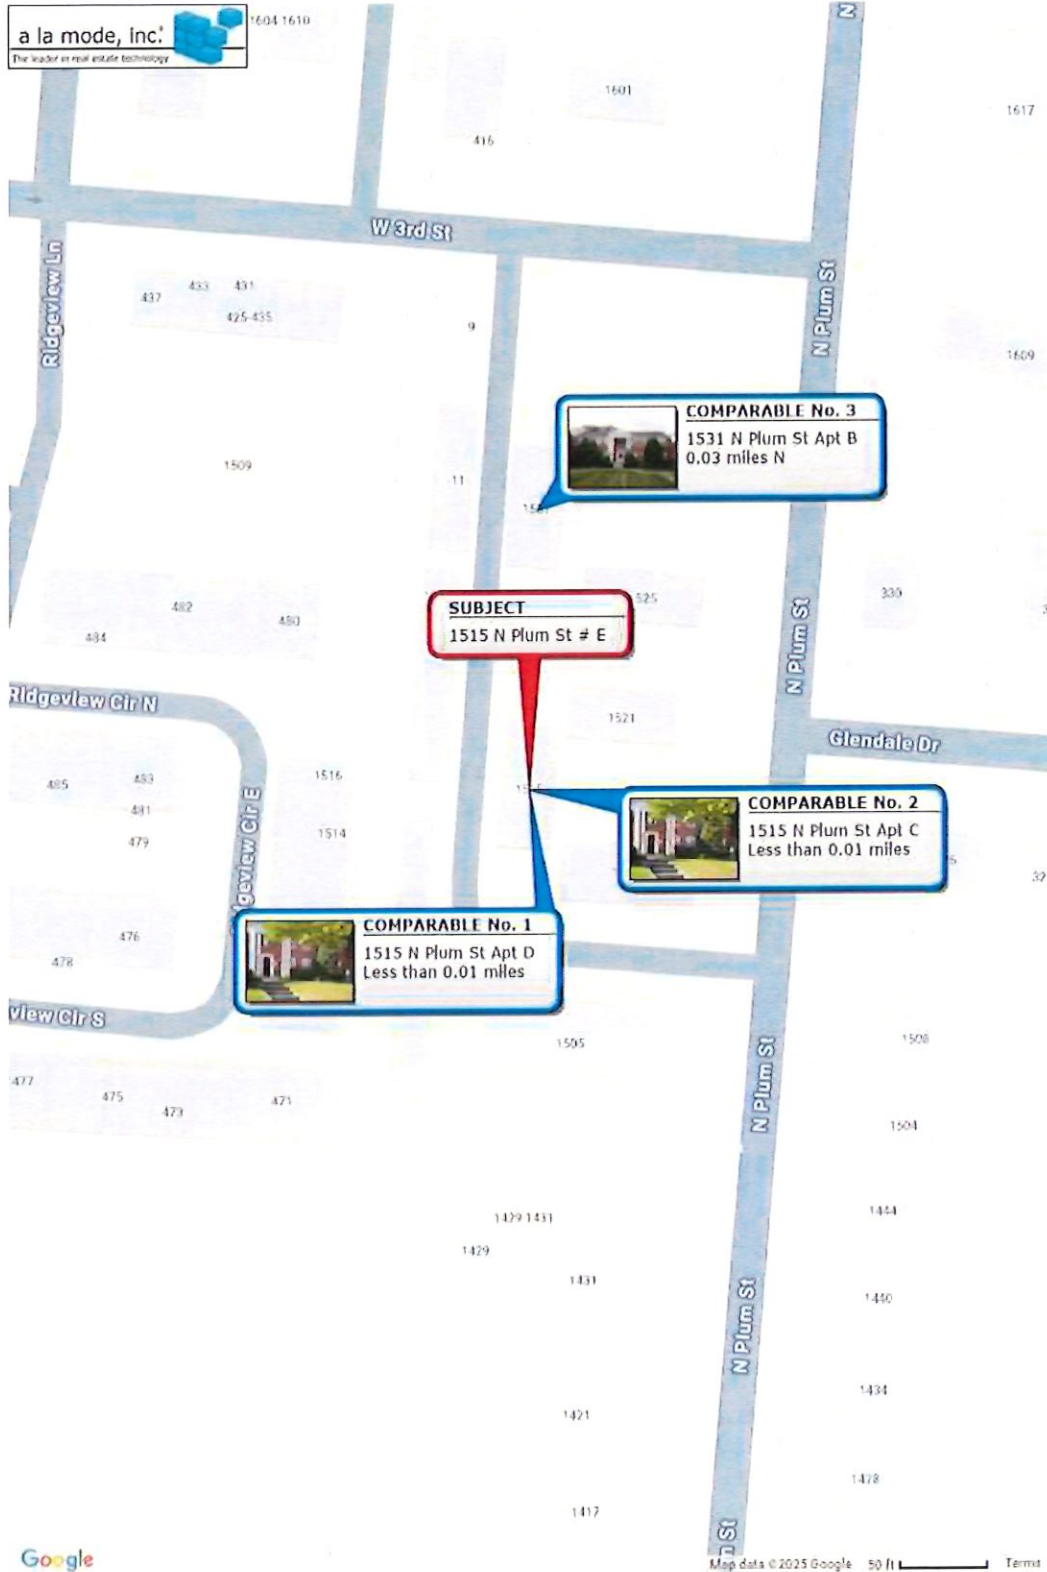 a la mode, inc.
The leader in real estate technology
1604 1610
1601
1617
416
N
W 3rd St
Ridgeview Ln
437
433
431
425-435
9
N Plum St
1609
COMPARABLE No. 3
1531 N Plum St Apt B
0.03 miles N
1509
11
SUBJECT
1515 N Plum St # E
525
330
482
480
484
N Plum St
Ridgeview Cir N
1521
Glendale Dr
485
483
481
479
1516
1514
COMPARABLE No. 2
1515 N Plum St Apt C
Less than 0.01 miles
32
geview Cir E
COMPARABLE No. 1
1515 N Plum St Apt D
Less than 0.01 miles
476
478
view Cir S
1505
1508
477
475
473
471
N Plum St
1504
1429 1431
1429
1431
1444
1440
N Plum St
1434
1421
1428
1417
n St
Google
Map data ©2025 Google
50 ft
Terms